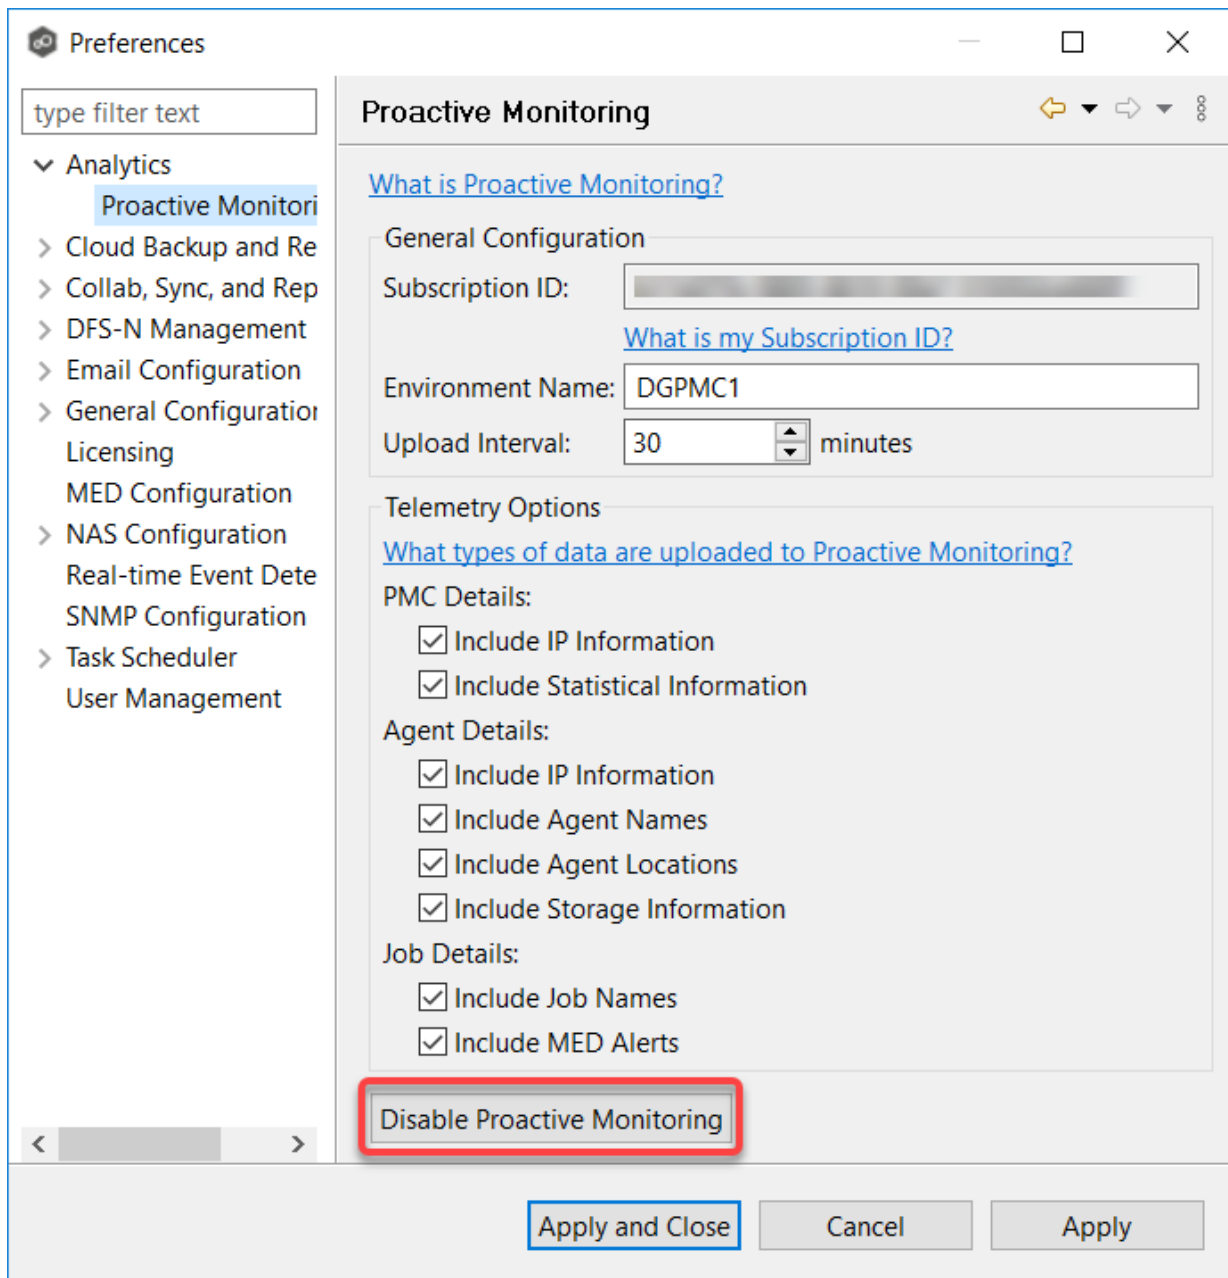 Preferences
type filter text
Analytics
Proactive Monitori
Cloud Backup and Re
Collab, Sync, and Rep
DFS-N Management
Email Configuration
General Configuration
Licensing
MED Configuration
NAS Configuration
Real-time Event Dete
SNMP Configuration
Task Scheduler
User Management
Proactive Monitoring
What is Proactive Monitoring?
General Configuration
Subscription ID:
What is my Subscription ID?
Environment Name: DGPMC1
Upload Interval: 30 minutes
Telemetry Options
What types of data are uploaded to Proactive Monitoring?
PMC Details:
Include IP Information
Include Statistical Information
Agent Details:
Include IP Information
Include Agent Names
Include Agent Locations
Include Storage Information
Job Details:
Include Job Names
Include MED Alerts
Disable Proactive Monitoring
Apply and Close Cancel Apply